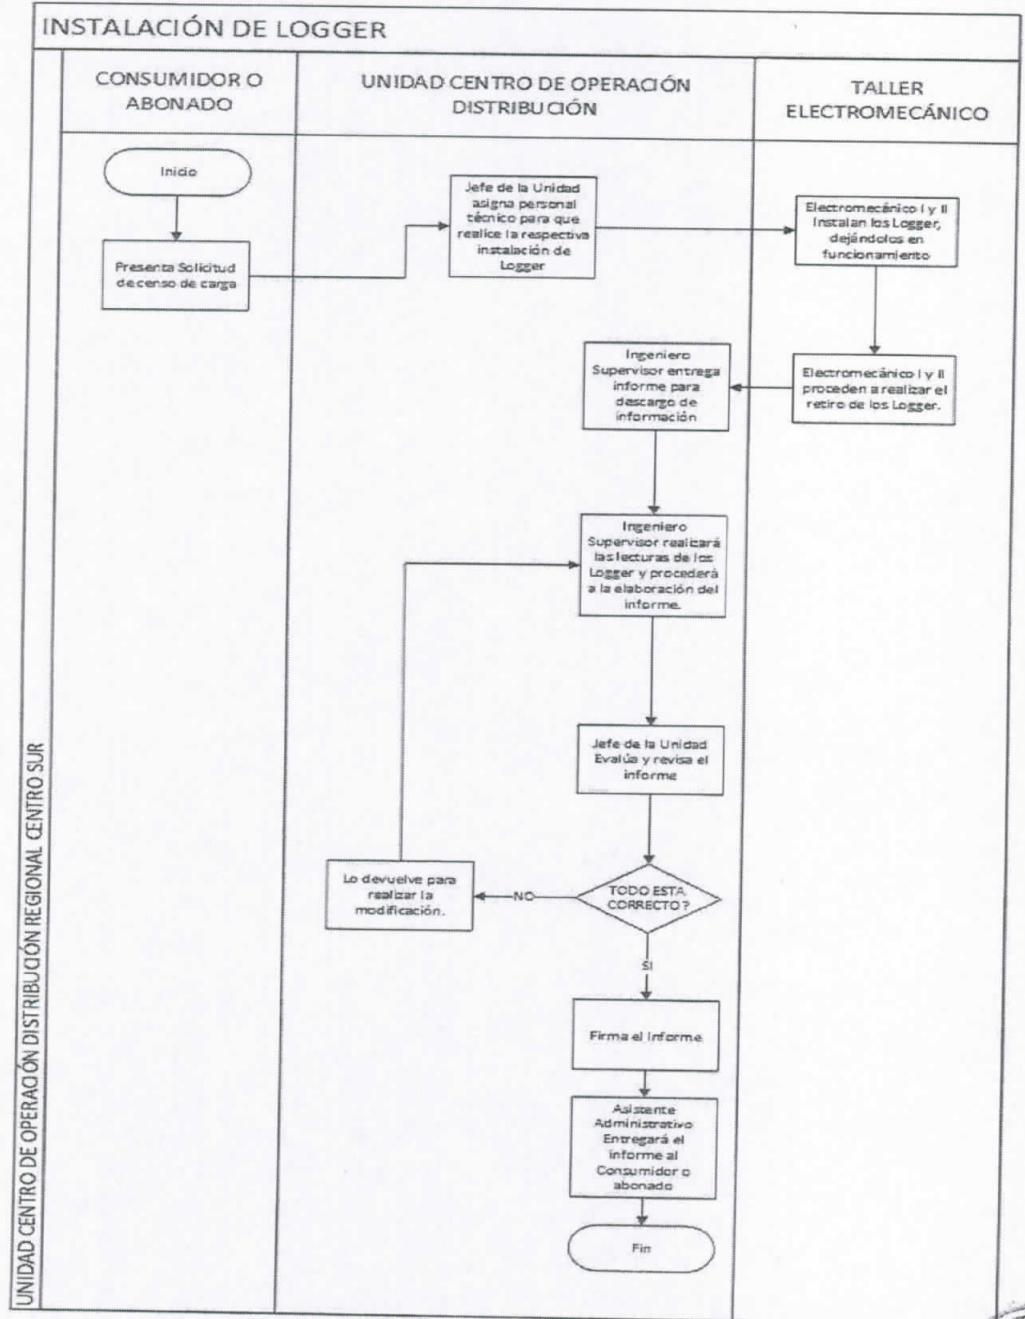 INSTALACIÓN DE LOGGER
CONSUMIDOR O
ABONADO
UNIDAD CENTRO DE OPERACIÓN
DISTRIBUCIÓN
TALLER
ELECTROMECÁNICO
Inicio
Presenta Solicitud
de censo de carga
Jefe de la Unidad
asigna personal
técnico para que
realice la respectiva
instalación de
Logger
Electromecánico I y II
Instalan los Logger,
dejándolos en
funcionamiento
Electromecánico I y II
proceden a realizar el
retiro de los Logger.
Ingeniero
Supervisor entrega
informe para
descargo de
información
Ingeniero
Supervisor realizará
las lecturas de los
Logger y procederá
a la elaboración del
informe.
Jefe de la Unidad
Evalúa y revisa el
informe
TODO ESTA
CORRECTO?
NO
Lo devuelve para
realizar la
modificación.
SI
Firma el Informe
Asistente
Administrativo
Entregará el
informe al
Consumidor o
abonado
Fin
UNIDAD CENTRO DE OPERACIÓN DISTRIBUCIÓN REGIONAL CENTRO SUR